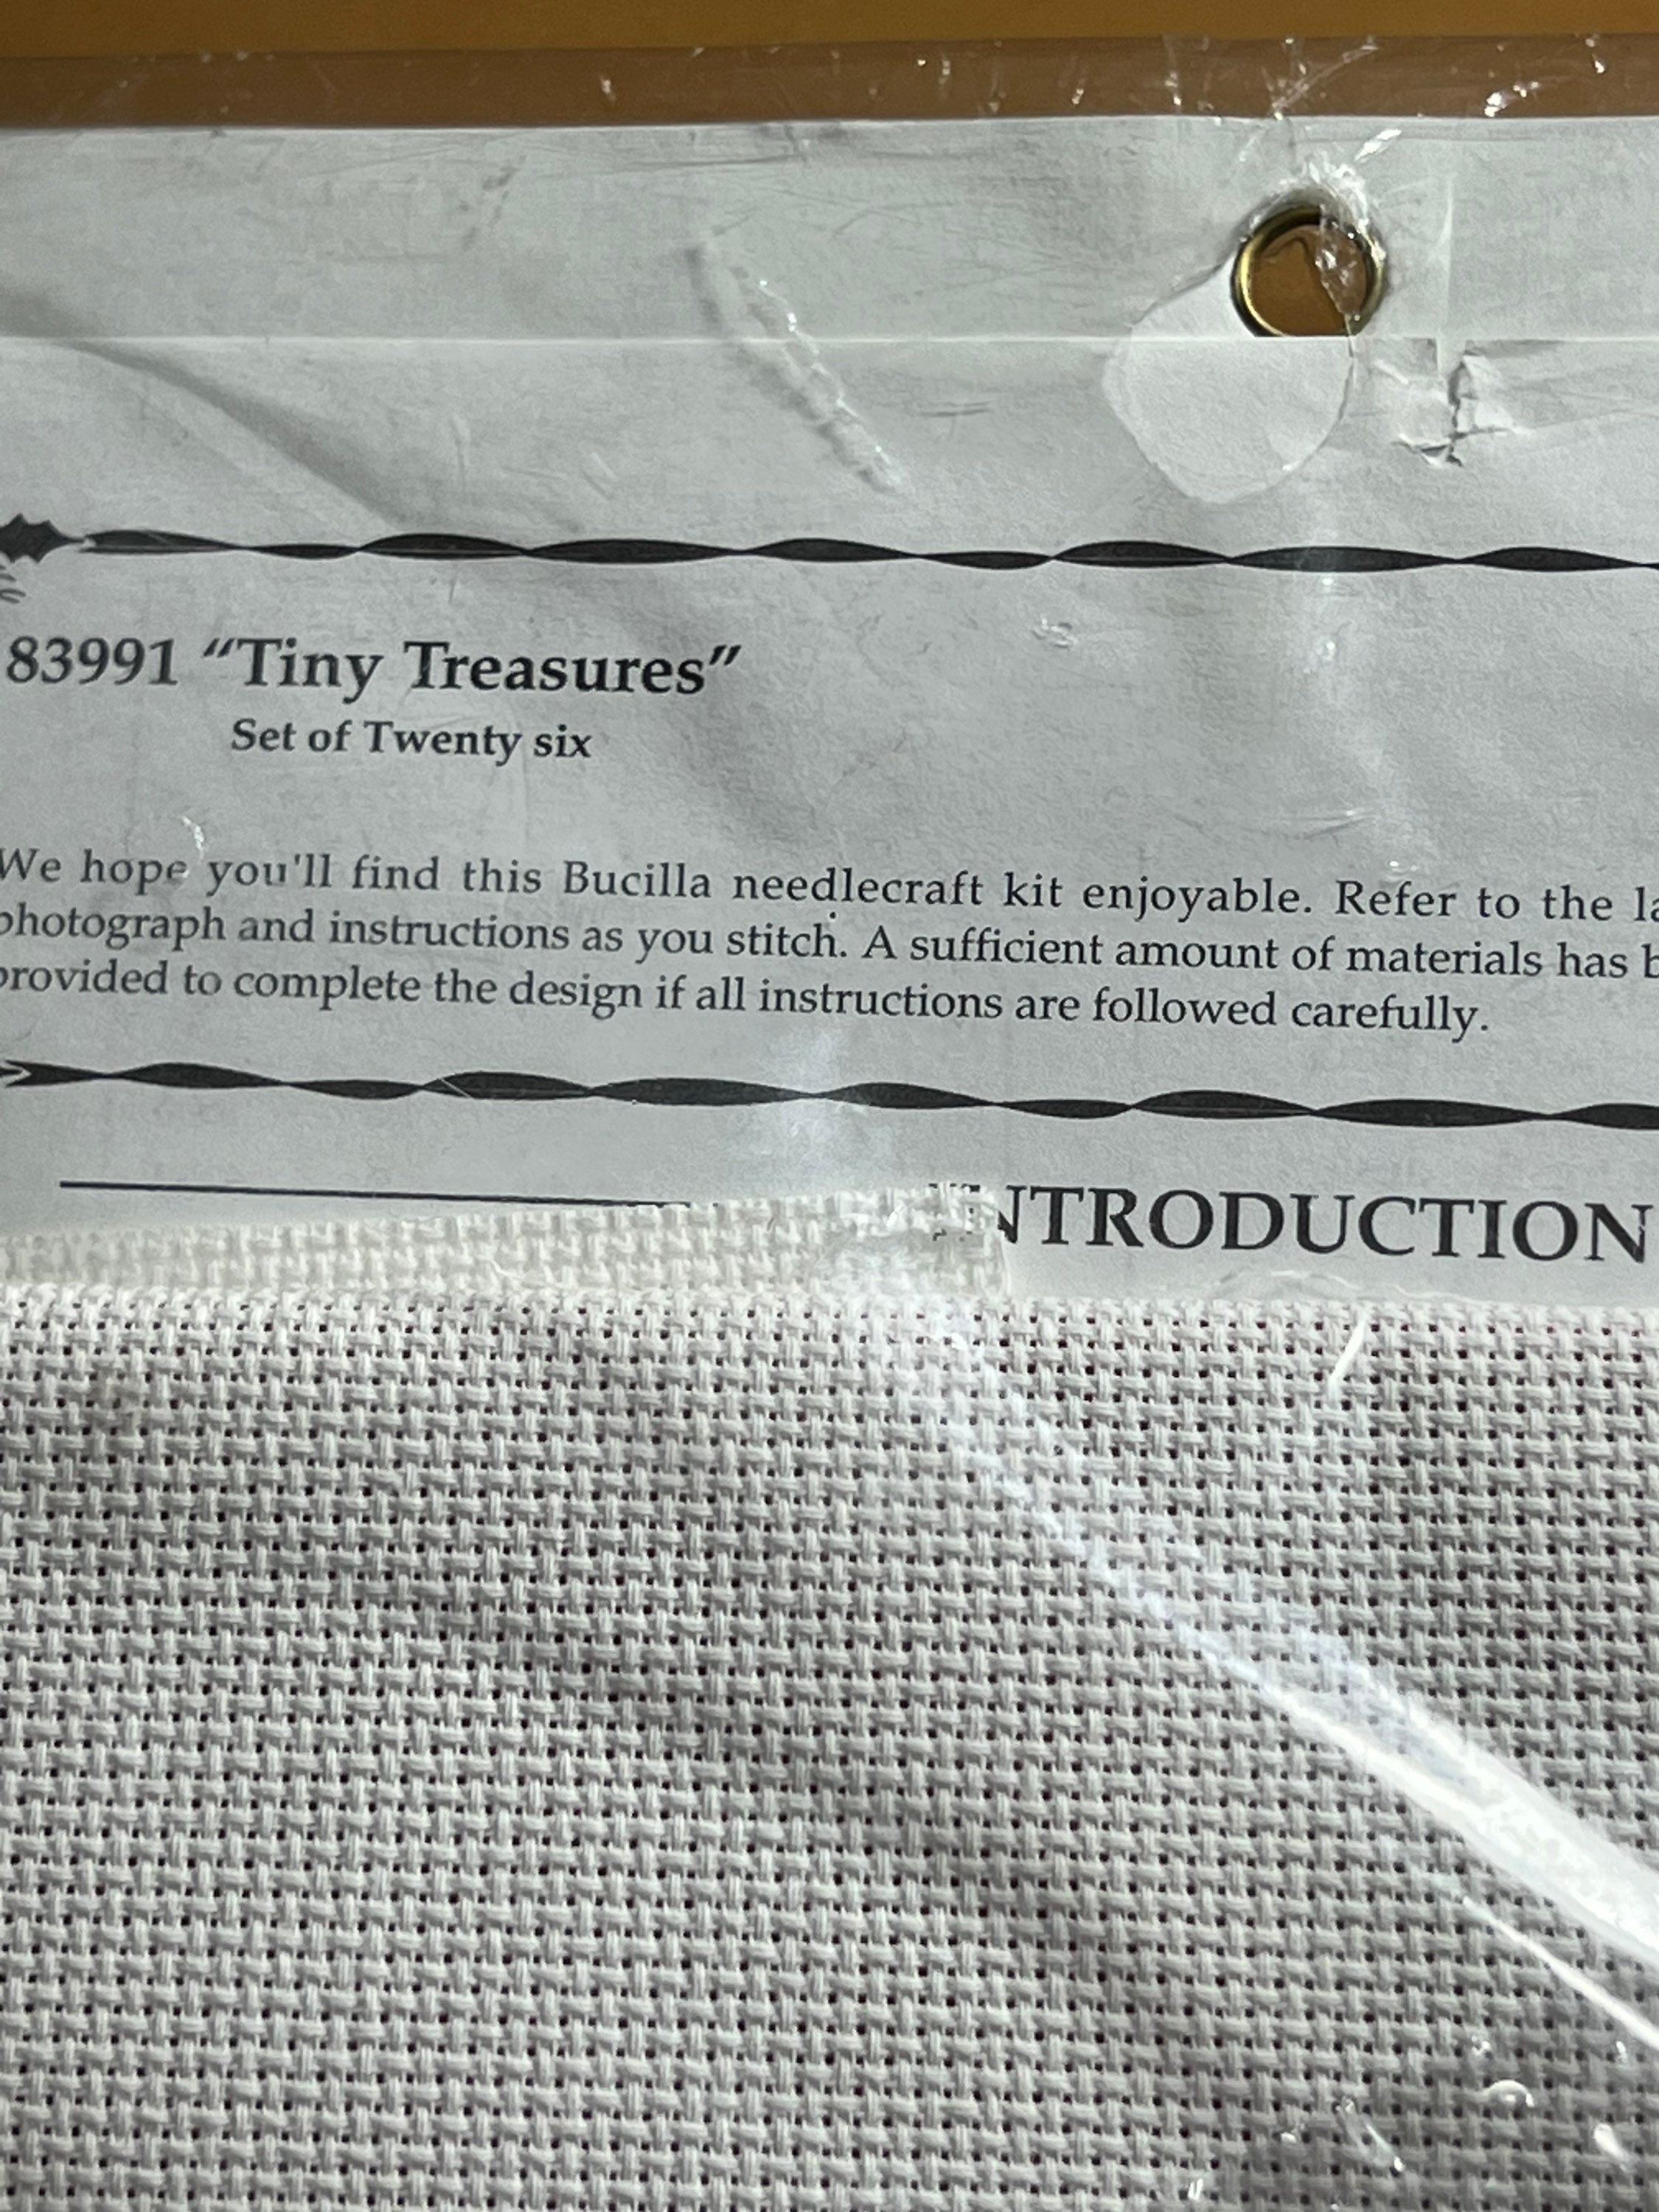 83991 “Tiny Treasures”
Set of Twenty six
We hope you'll find this Bucilla needlecraft kit enjoyable. Refer to the
photograph and instructions as you stitch. A sufficient amount of materials has
provided to complete the design if all instructions are followed carefully.
INTRODUCTION